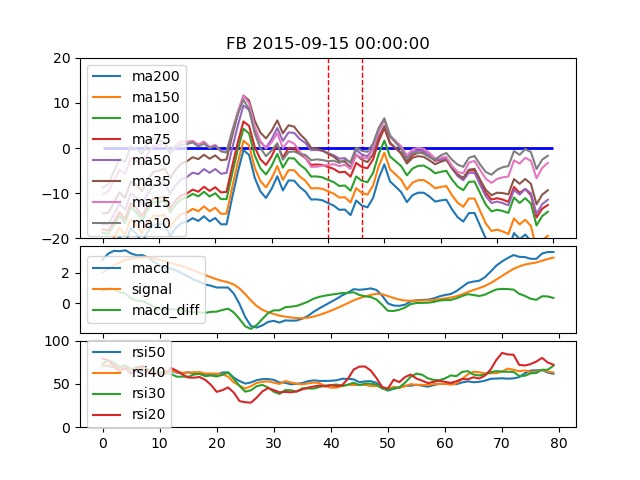 FB 2015-09-15 00:00:00
20
10
0
−10
−20
ma200
ma150
ma100
ma75
ma50
ma35
ma15
ma10
2
0
macd
signal
macd_diff
100
50
0
rsi50
rsi40
rsi30
rsi20
0 10 20 30 40 50 60 70 80